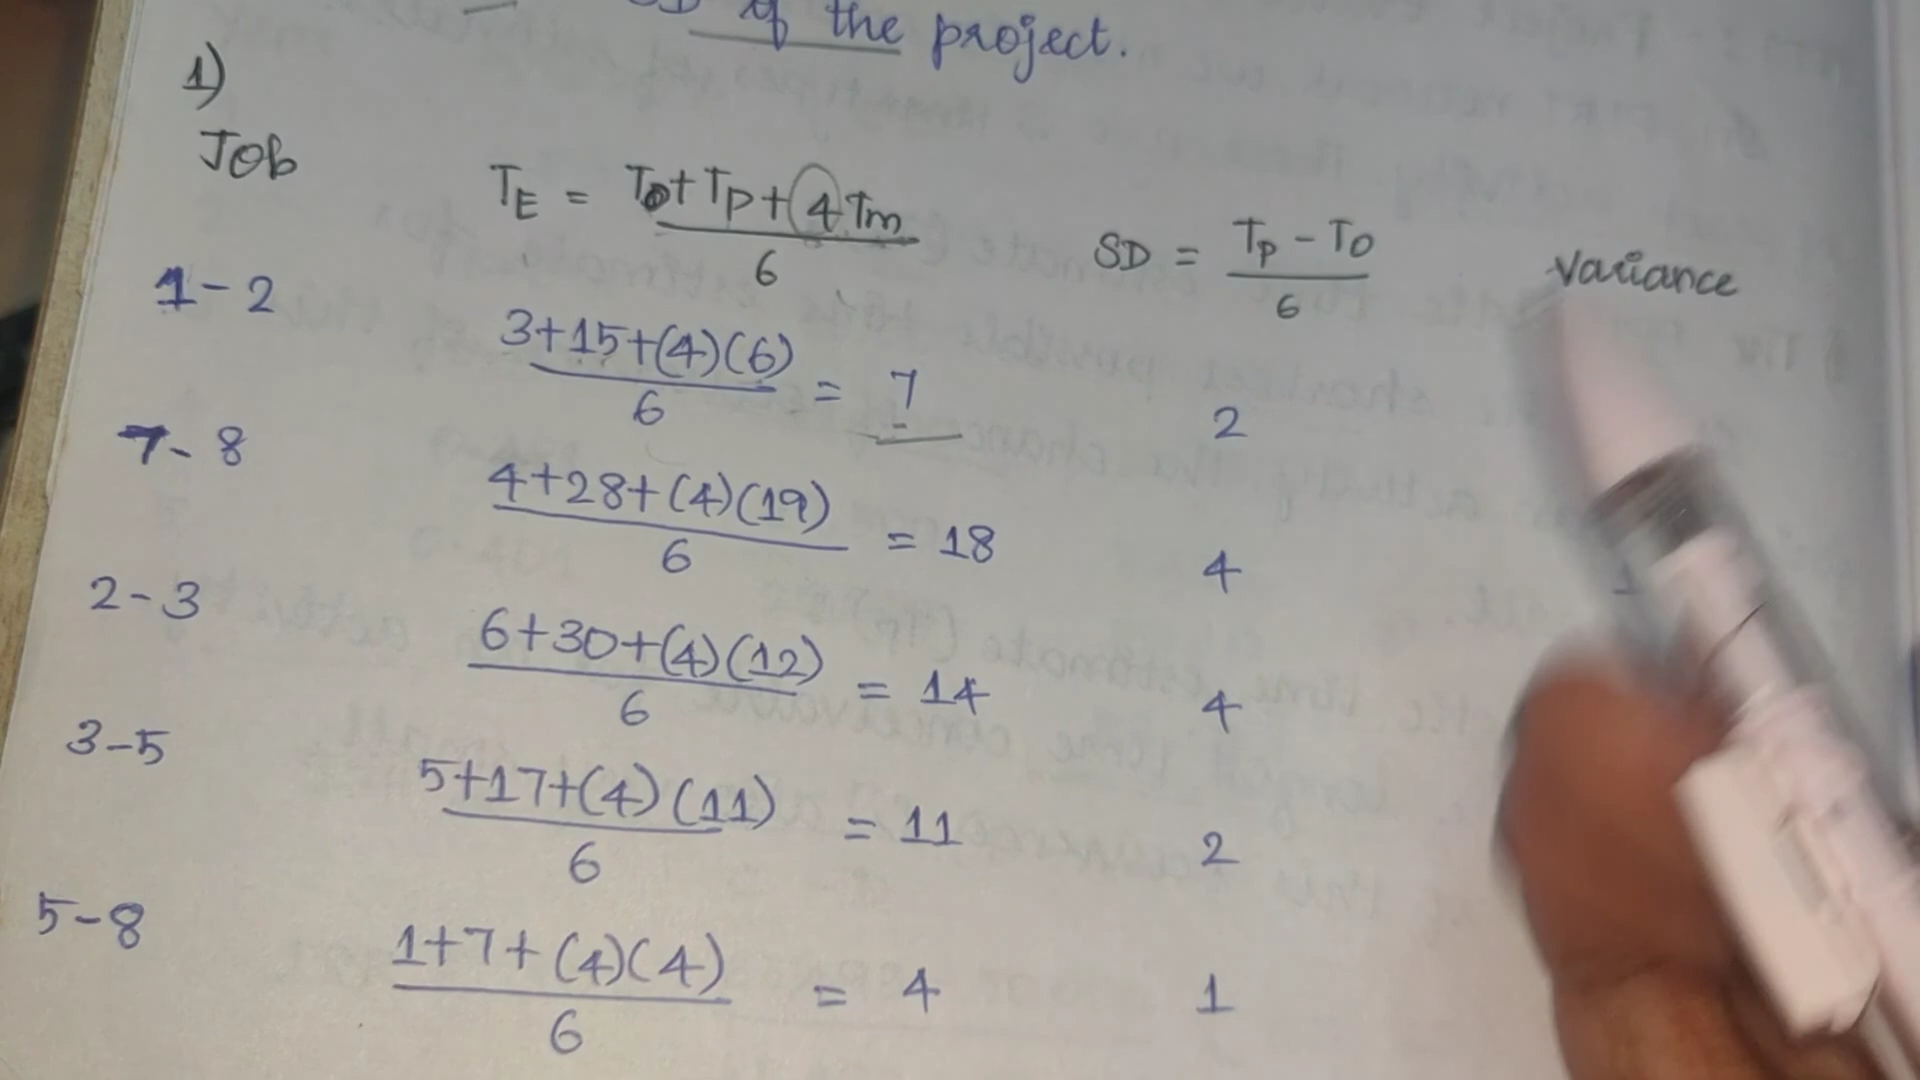 of the project.
1)
Job TE = To+Tp+4Tm / 6 SD = Tp-To / 6 Variance
1-2 3+15+(4)(6) / 6 = 7 2
7-8 4+28+(4)(19) / 6 = 18 4
2-3 6+30+(4)(12) / 6 = 14 4
3-5 5+17+(4)(11) / 6 = 11 2
5-8 1+7+(4)(4) / 6 = 4 1